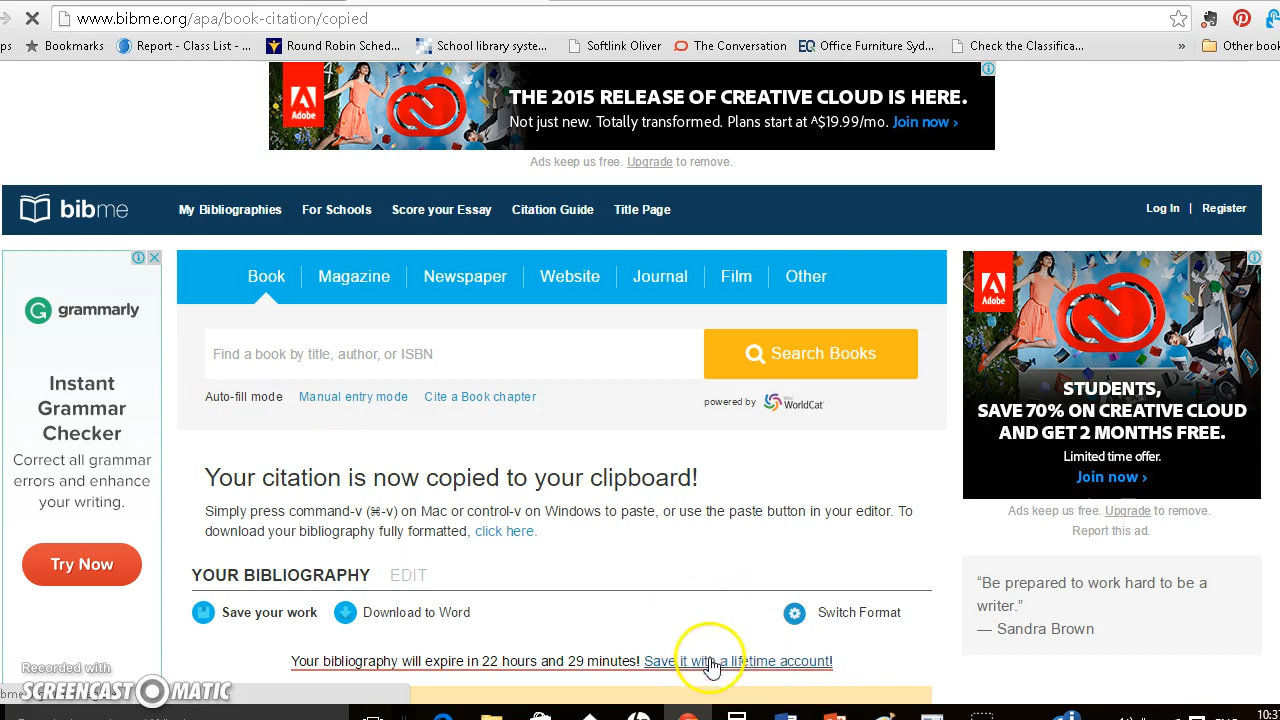 www.bibme.org/apa/book-citation/copied
ps Bookmarks Report - Class List - ... Round Robin Sched... School library syste... Softlink Oliver The Conversation EQ Office Furniture Syd... Check the Classifica... » Other book
Adobe
THE 2015 RELEASE OF CREATIVE CLOUD IS HERE.
Not just new. Totally transformed. Plans start at A$19.99/mo. Join now ›
Ads keep us free. Upgrade to remove.
bibme My Bibliographies For Schools Score your Essay Citation Guide Title Page Log In | Register
grammarly
Instant
Grammar
Checker
Correct all grammar
errors and enhance
your writing.
Try Now
Book Magazine Newspaper Website Journal Film Other
Find a book by title, author, or ISBN Search Books
Auto-fill mode Manual entry mode Cite a Book chapter powered by OCLC WorldCat
Your citation is now copied to your clipboard!
Simply press command-v (⌘-v) on Mac or control-v on Windows to paste, or use the paste button in your editor. To
download your bibliography fully formatted, click here.
YOUR BIBLIOGRAPHY EDIT
Save your work Download to Word Switch Format
Your bibliography will expire in 22 hours and 29 minutes! Save it with a lifetime account!
Adobe
STUDENTS,
SAVE 70% ON CREATIVE CLOUD
AND GET 2 MONTHS FREE.
Limited time offer.
Join now ›
Ads keep us free. Upgrade to remove.
Report this ad.
“Be prepared to work hard to be a
writer.”
— Sandra Brown
Recorded with
SCREENCAST MATIC